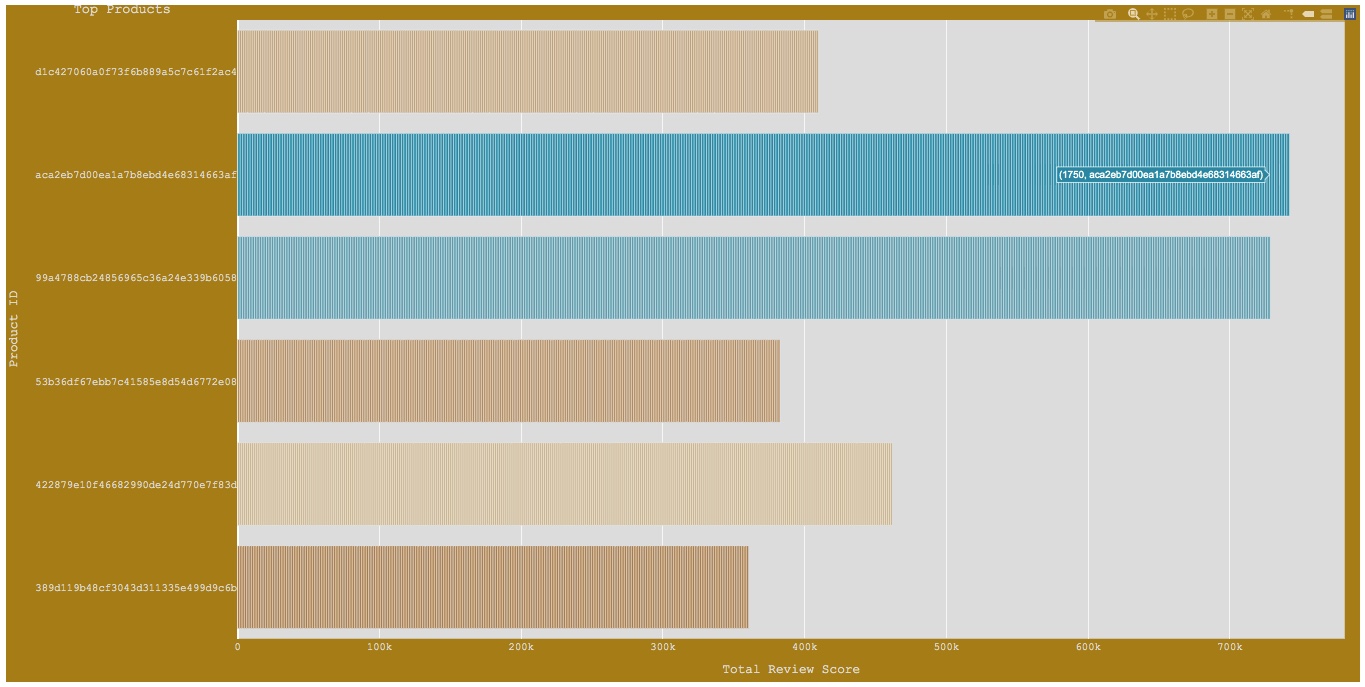 Top Products
d1c427060a0f73f6b889a5c7c61f2ac4
aca2eb7d00ea1a7b8ebd4e68314663af
(1750, aca2eb7d00ea1a7b8ebd4e68314663af)
99a4788cb24856965c36a24e339b6058
Product ID
53b36df67ebb7c41585e8d54d6772e08
422879e10f46682990de24d770e7f83d
389d119b48cf3043d311335e499d9c6b
0 100k 200k 300k 400k 500k 600k 700k
Total Review Score